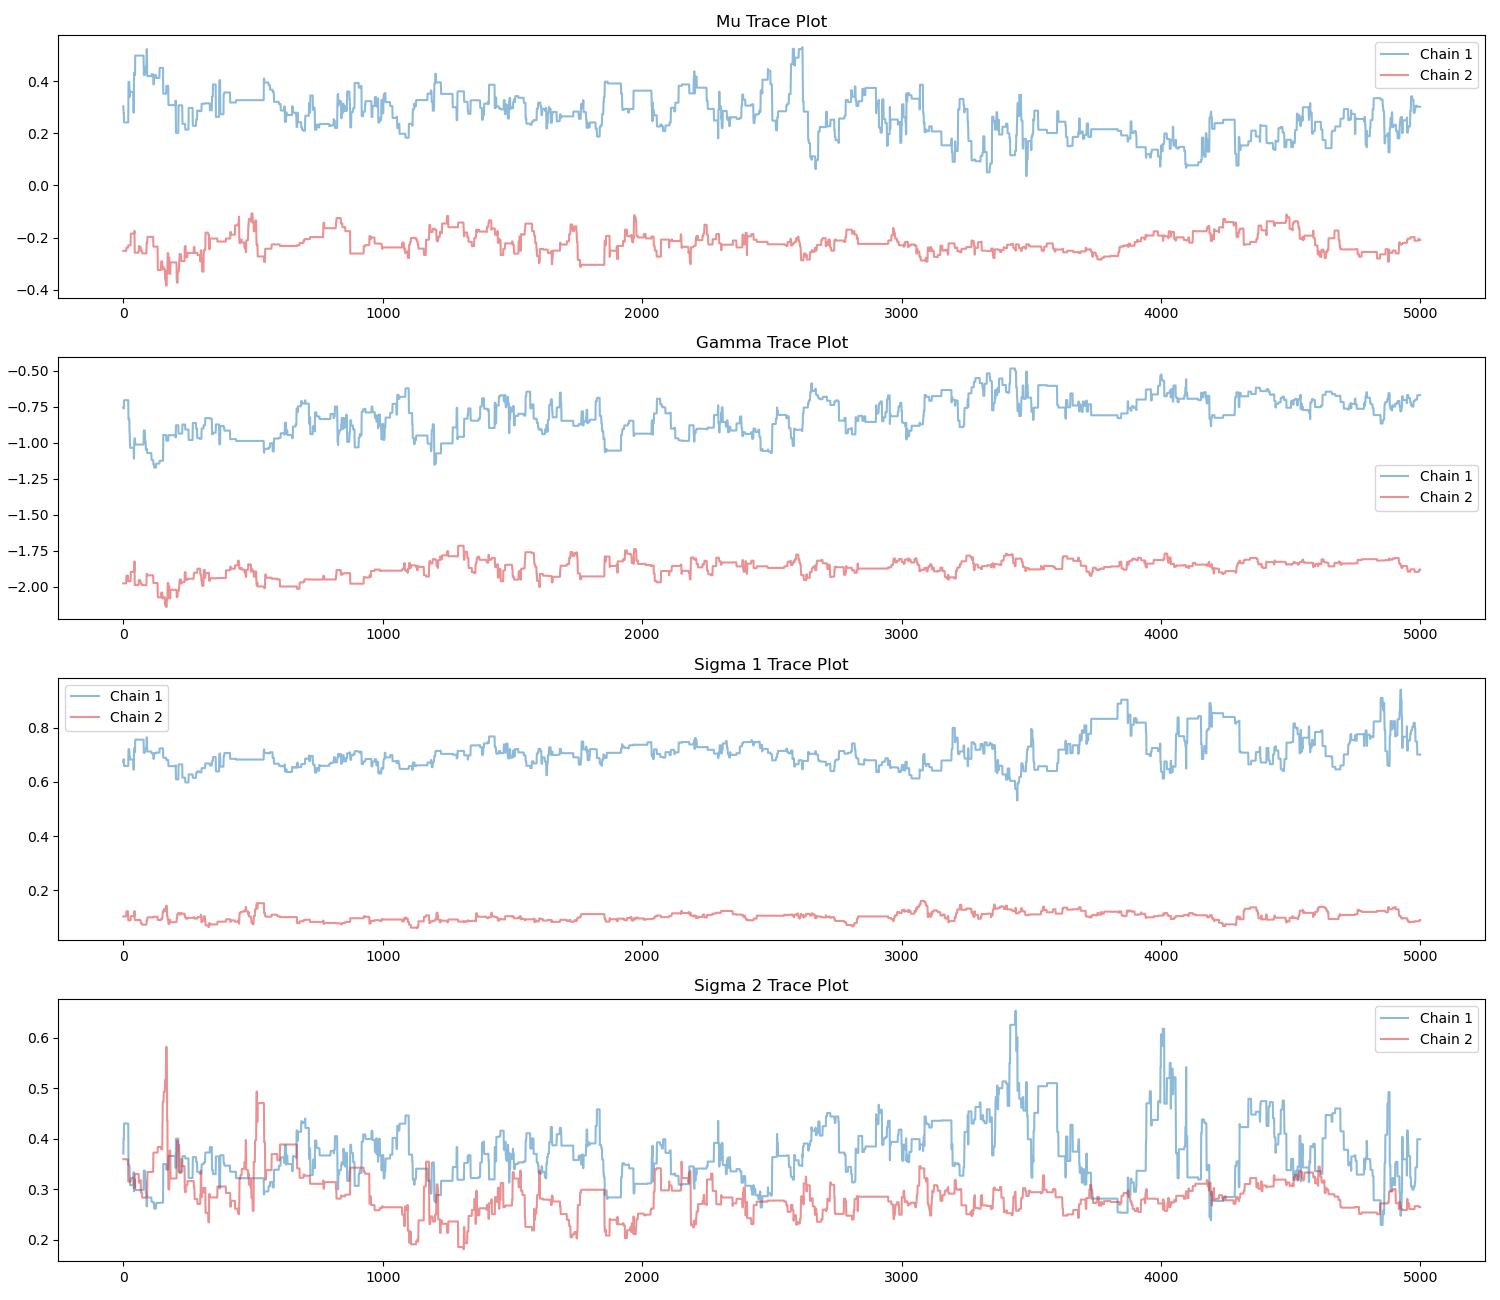 Mu Trace Plot
Chain 1
Chain 2
0.4
0.2
0.0
−0.2
−0.4
0 1000 2000 3000 4000 5000
Gamma Trace Plot
−0.50
−0.75
−1.00
−1.25
Chain 1
−1.50
Chain 2
−1.75
−2.00
0 1000 2000 3000 4000 5000
Sigma 1 Trace Plot
Chain 1
Chain 2
0.8
0.6
0.4
0.2
0 1000 2000 3000 4000 5000
Sigma 2 Trace Plot
Chain 1
Chain 2
0.6
0.5
0.4
0.3
0.2
0 1000 2000 3000 4000 5000